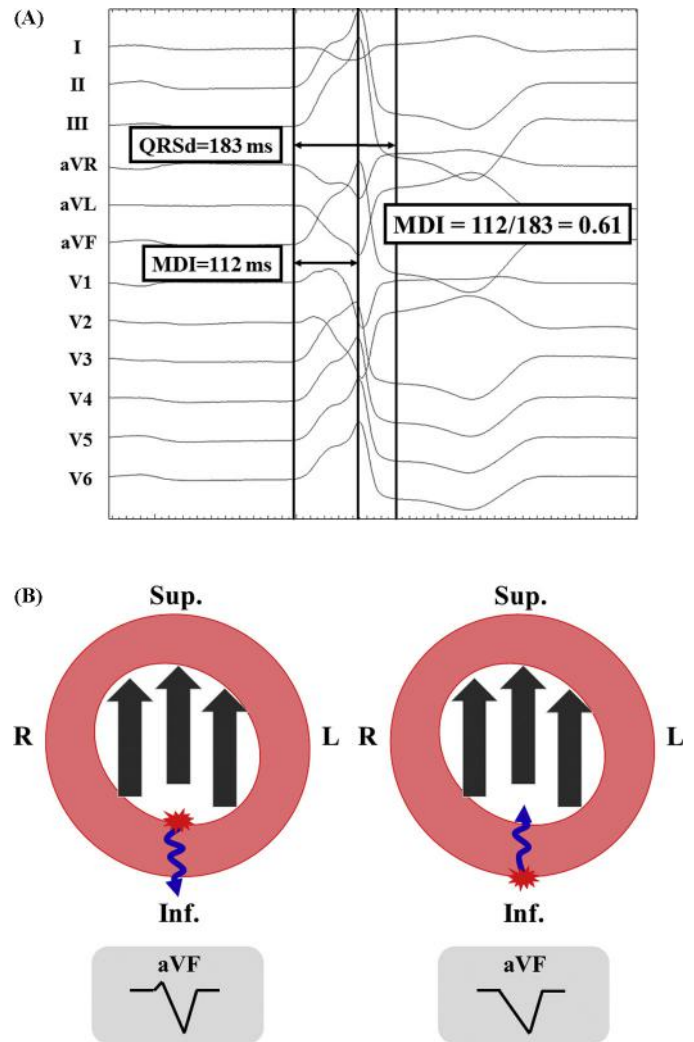 (A)
I
II
III
QRSd=183 ms
aVR
aVL
MDI = 112/183 = 0.61
aVF
MDI=112 ms
V1
V2
V3
V4
V5
V6
(B)
Sup.
Sup.
R
L
R
L
Inf.
Inf.
aVF
aVF